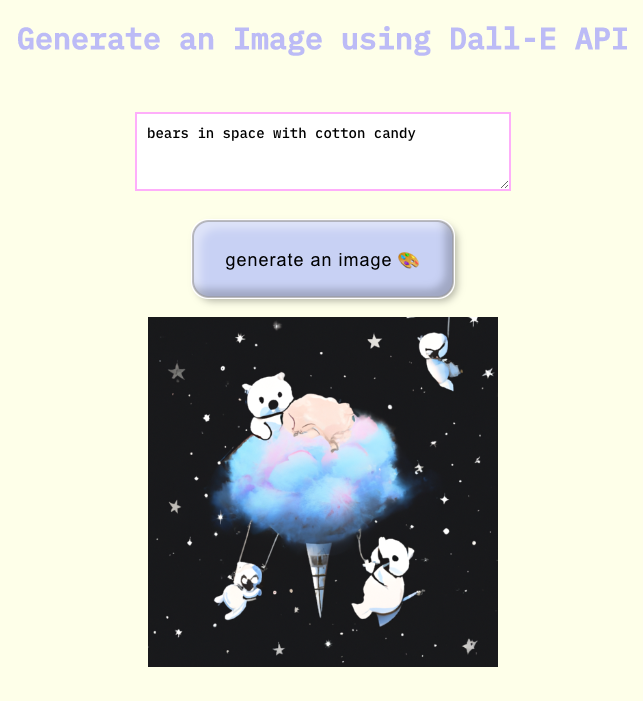 Generate an Image using Dall-E API
bears in space with cotton candy
generate an image 🎨